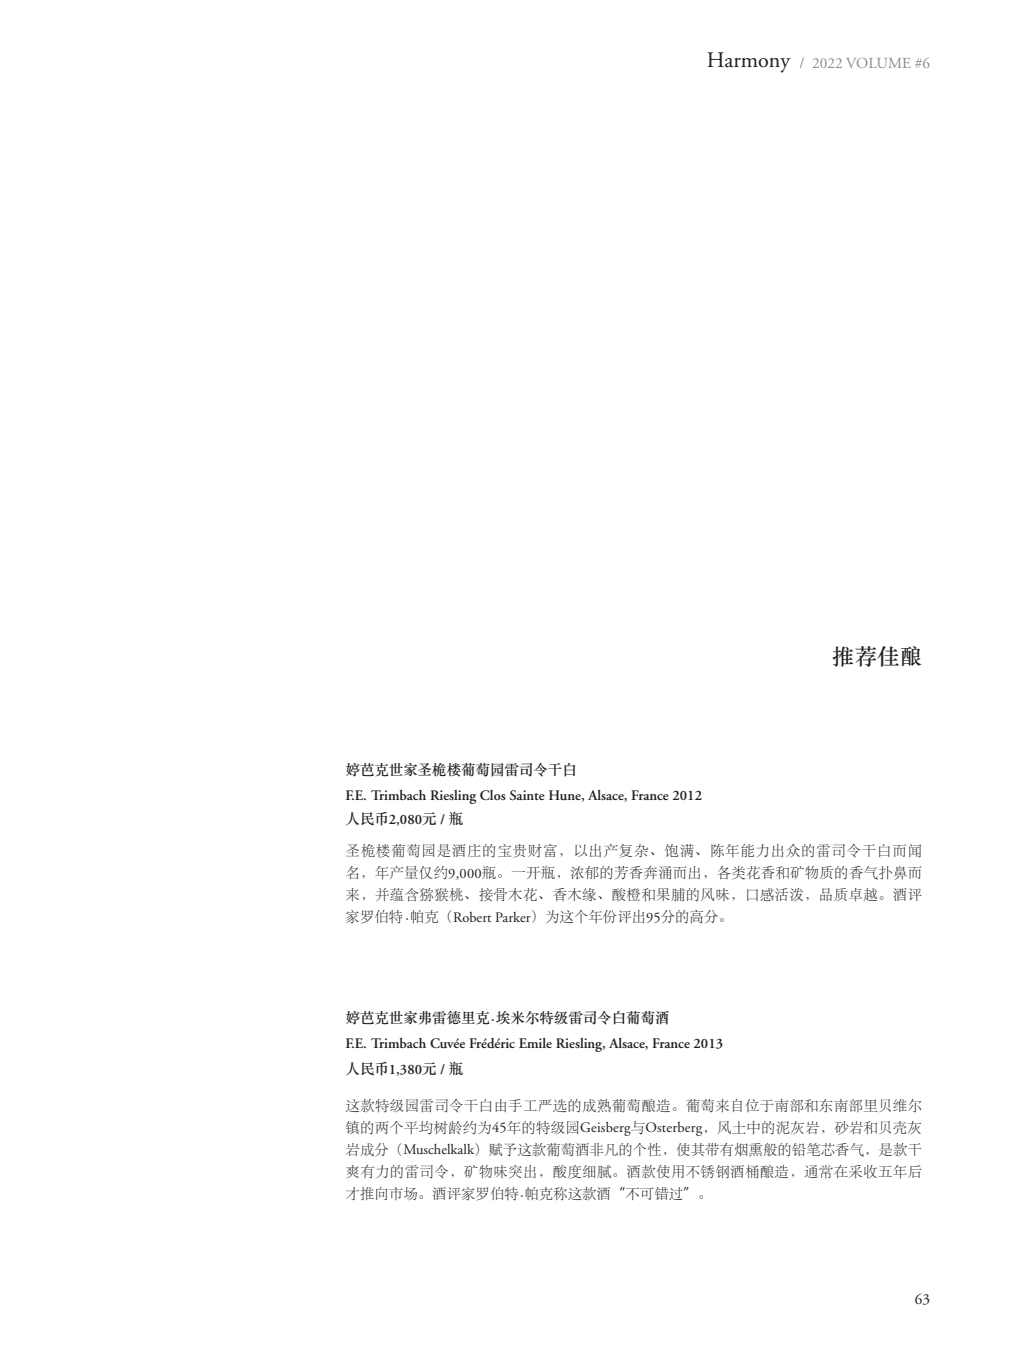 Harmony / 2022 VOLUME #6
推荐佳酿
婷芭克世家圣桅楼葡萄园雷司令干白
F.E. Trimbach Riesling Clos Sainte Hune, Alsace, France 2012
人民币2,080元 / 瓶
圣桅楼葡萄园是酒庄的宝贵财富，以出产复杂、饱满、陈年能力出众的雷司令干白而闻
名，年产量仅约9,000瓶。一开瓶，浓郁的芳香奔涌而出，各类花香和矿物质的香气扑鼻而
来，并蕴含猕猴桃、接骨木花、香木缘、酸橙和果脯的风味，口感活泼，品质卓越。酒评
家罗伯特·帕克（Robert Parker）为这个年份评出95分的高分。
婷芭克世家弗雷德里克·埃米尔特级雷司令白葡萄酒
F.E. Trimbach Cuvée Frédéric Emile Riesling, Alsace, France 2013
人民币1,380元 / 瓶
这款特级园雷司令干白由手工严选的成熟葡萄酿造。葡萄来自位于南部和东南部里贝维尔
镇的两个平均树龄约为45年的特级园Geisberg与Osterberg，风土中的泥灰岩，砂岩和贝壳灰
岩成分（Muschelkalk）赋予这款葡萄酒非凡的个性，使其带有烟熏般的铅笔芯香气，是款干
爽有力的雷司令，矿物味突出，酸度细腻。酒款使用不锈钢酒桶酿造，通常在采收五年后
才推向市场。酒评家罗伯特·帕克称这款酒“不可错过”。
63